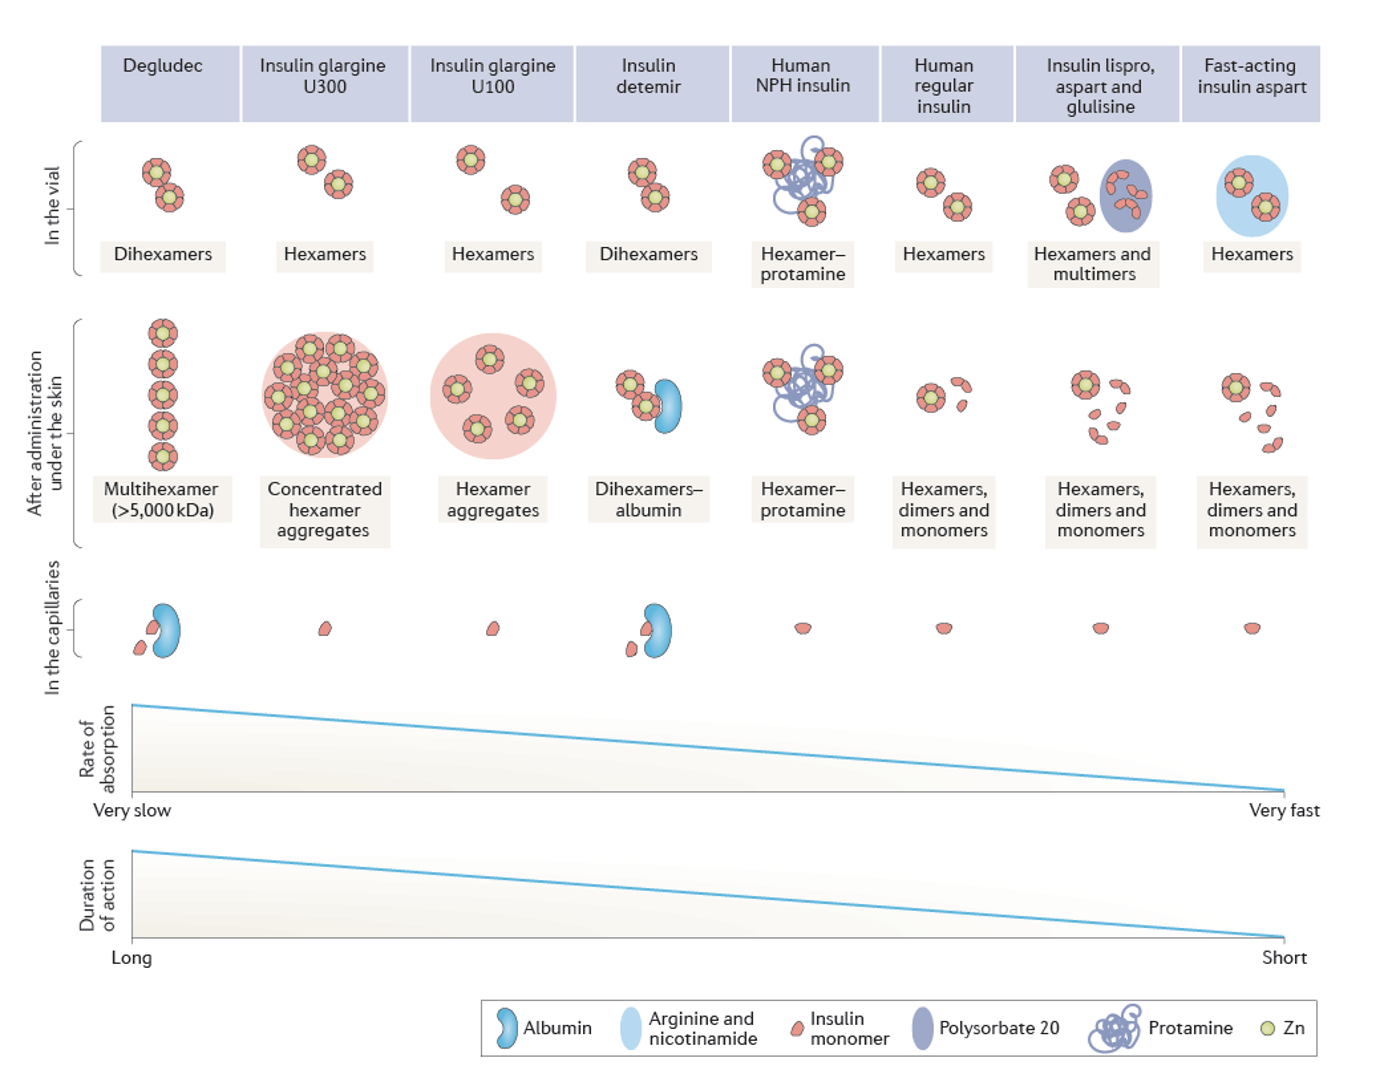 Degludec
Insulin glargine
U300
Insulin glargine
U100
Insulin
detemir
Human
NPH insulin
Human
regular
insulin
Insulin lispro,
aspart and
glulisine
Fast-acting
insulin aspart
In the vial
Dihexamers
Hexamers
Hexamers
Dihexamers
Hexamer–
protamine
Hexamers
Hexamers and
multimers
Hexamers
After administration
under the skin
Multihexamer
(>5,000 kDa)
Concentrated
hexamer
aggregates
Hexamer
aggregates
Dihexamers–
albumin
Hexamer–
protamine
Hexamers,
dimers and
monomers
Hexamers,
dimers and
monomers
Hexamers,
dimers and
monomers
In the capillaries
Rate of
absorption
Very slow
Very fast
Duration
of action
Long
Short
Albumin
Arginine and
nicotinamide
Insulin
monomer
Polysorbate 20
Protamine
Zn